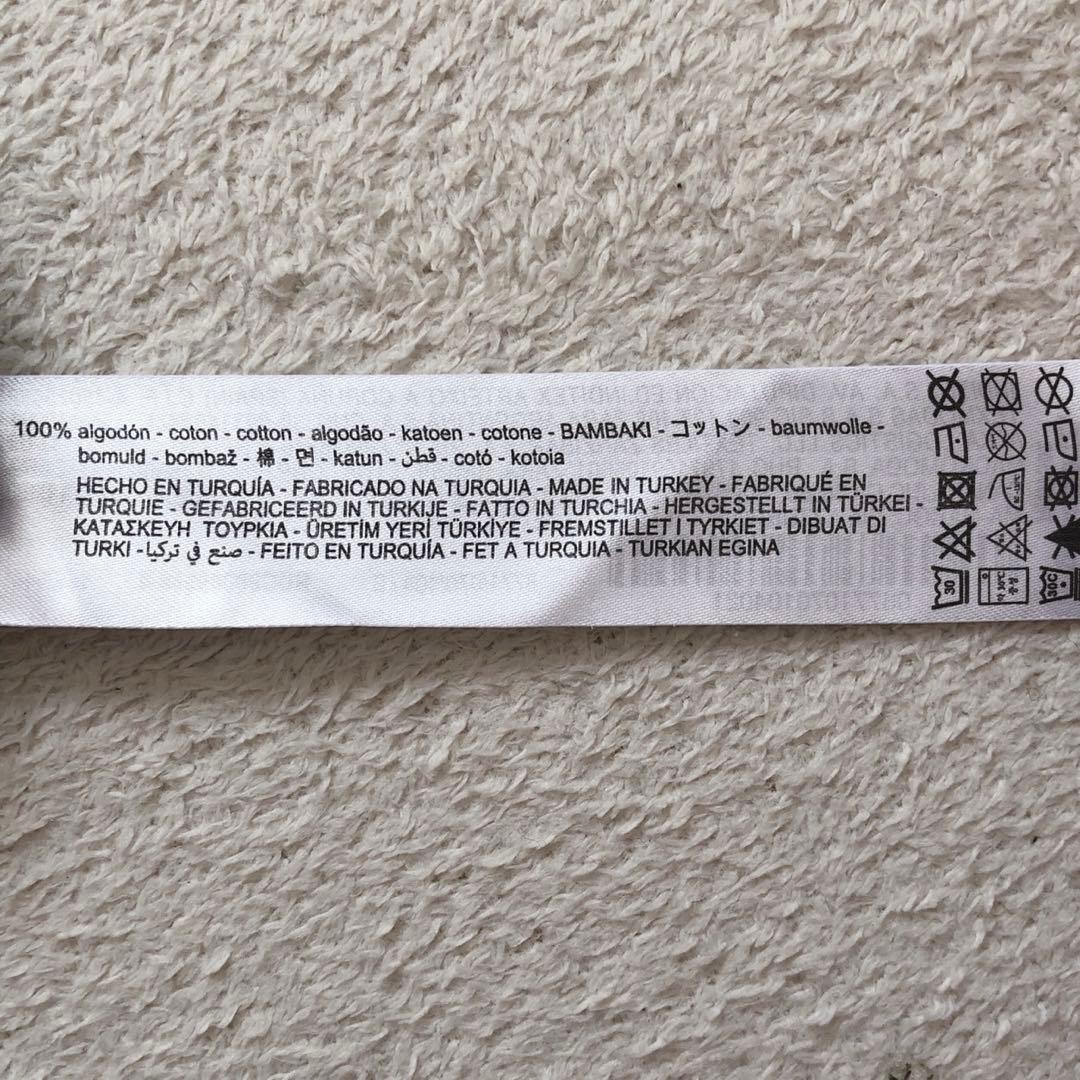 100% algodón - coton - cotton - algodão - katoen - cotone - BAMBAKI - コットン - baumwolle -
bomuld - bombaž - 棉 - 면 - katun - قطن - cotó - kotoia
HECHO EN TURQUÍA - FABRICADO NA TURQUIA - MADE IN TURKEY - FABRIQUÉ EN
TURQUIE - GEFABRICEERD IN TURKIJE - FATTO IN TURCHIA - HERGESTELLT IN TÜRKEI -
ΚΑΤΑΣΚΕΥΗ ΤΟΥΡΚΙΑ - ÜRETİM YERİ TÜRKİYE - FREMSTILLET I TYRKIET - DIBUAT DI
TURKI - صنع في تركيا - FEITO EN TURQUÍA - FET A TURQUIA - TURKIAN EGINA
30
30C